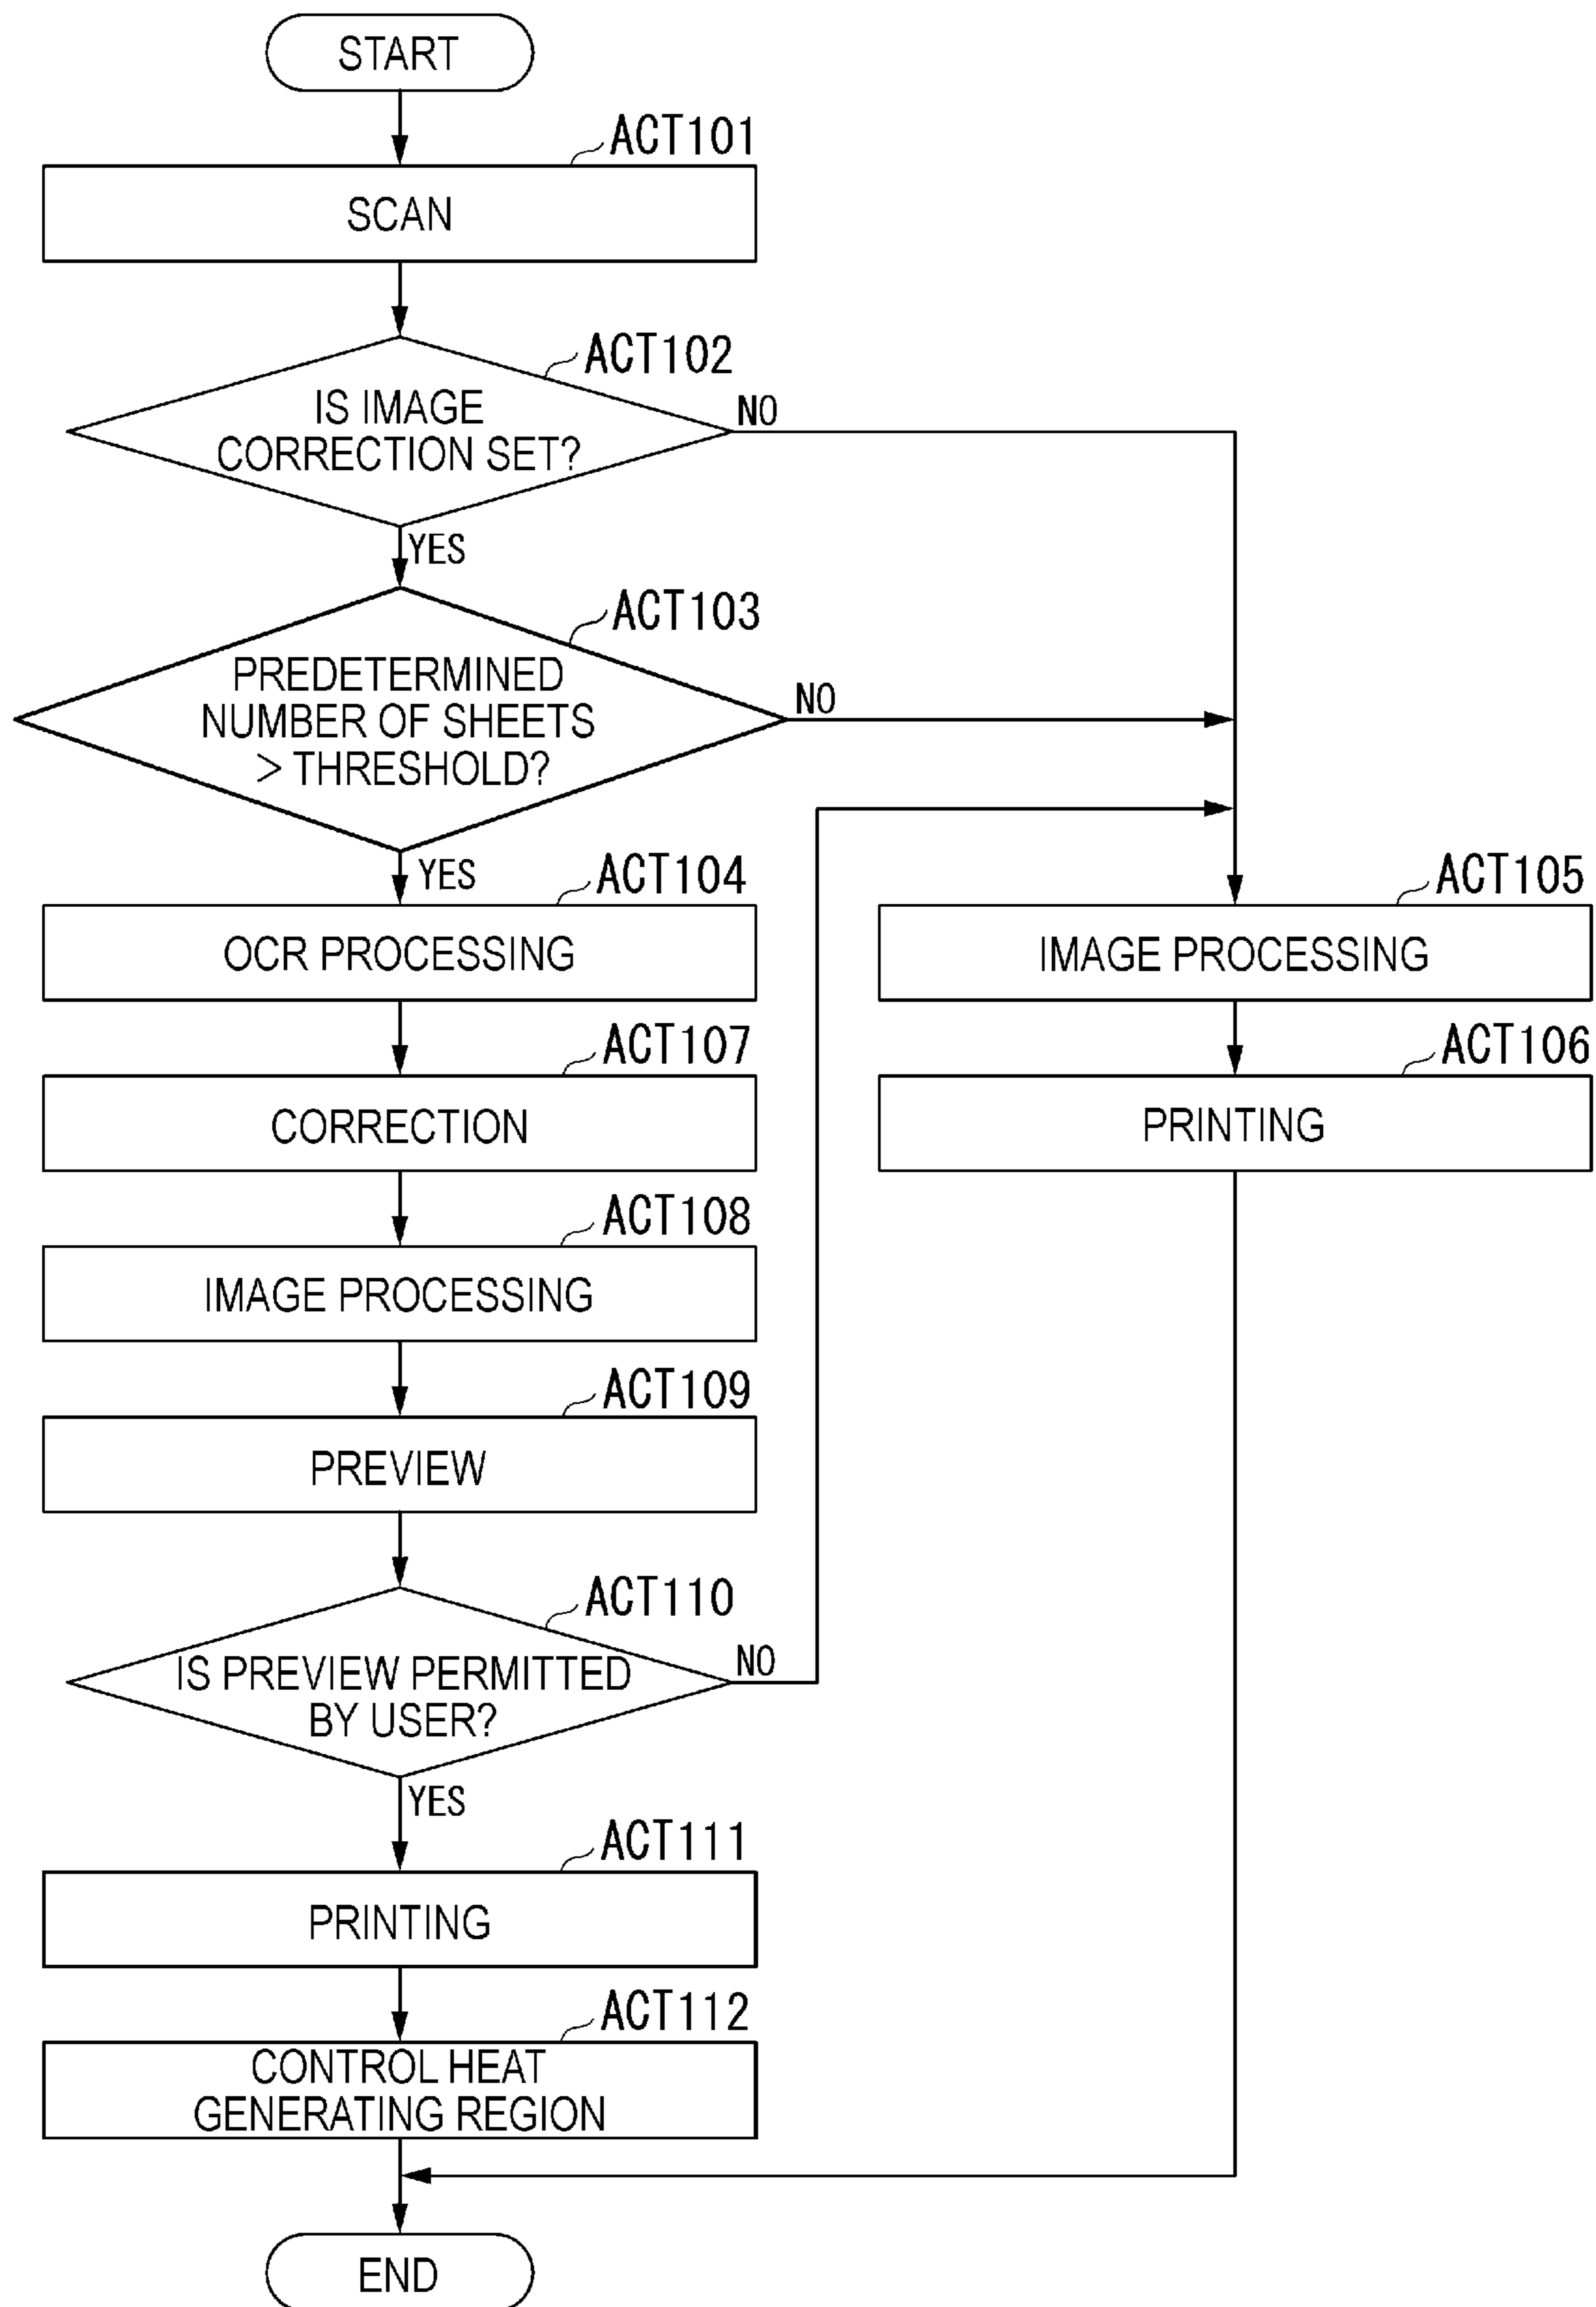 START
ACT101
SCAN
ACT102
IS IMAGE
CORRECTION SET?
NO
YES
ACT103
PREDETERMINED
NUMBER OF SHEETS
> THRESHOLD?
NO
YES
ACT104
OCR PROCESSING
ACT105
IMAGE PROCESSING
ACT107
CORRECTION
ACT106
PRINTING
ACT108
IMAGE PROCESSING
ACT109
PREVIEW
ACT110
IS PREVIEW PERMITTED
BY USER?
NO
YES
ACT111
PRINTING
ACT112
CONTROL HEAT
GENERATING REGION
END